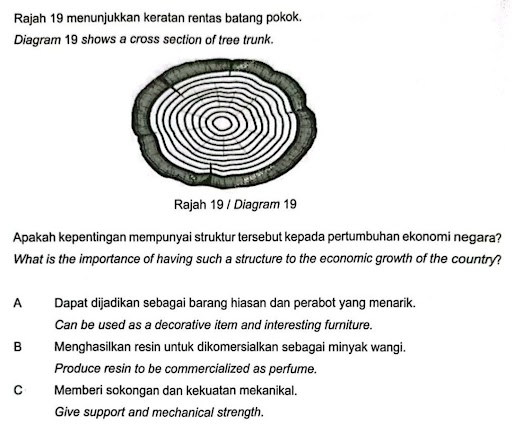 Rajah 19 menunjukkan keratan rentas batang pokok.
Diagram 19 shows a cross section of tree trunk.
Rajah 19 / Diagram 19
Apakah kepentingan mempunyai struktur tersebut kepada pertumbuhan ekonomi negara?
What is the importance of having such a structure to the economic growth of the country?
A Dapat dijadikan sebagai barang hiasan dan perabot yang menarik.
Can be used as a decorative item and interesting furniture.
B Menghasilkan resin untuk dikomersialkan sebagai minyak wangi.
Produce resin to be commercialized as perfume.
C Memberi sokongan dan kekuatan mekanikal.
Give support and mechanical strength.